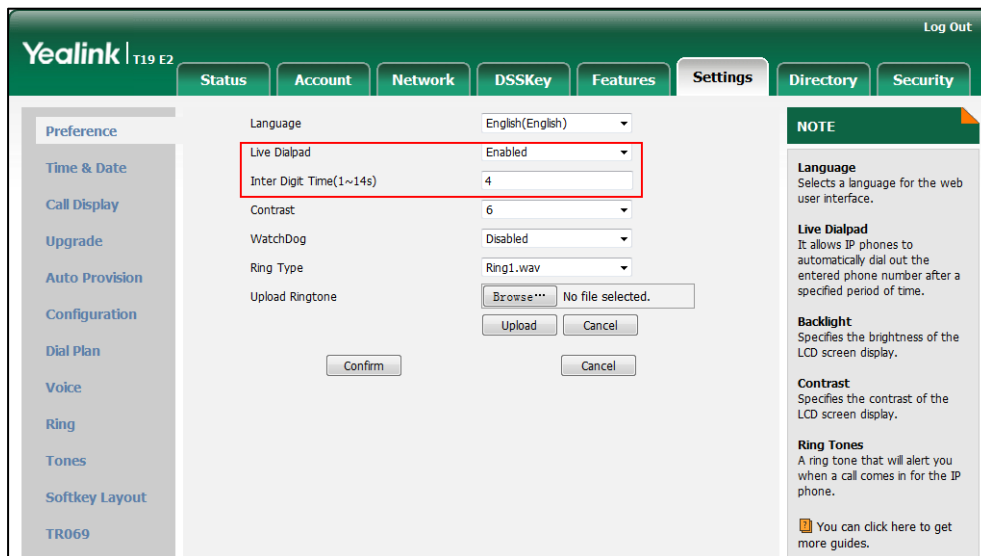 Log Out
Yealink T19 E2
Status Account Network DSSKey Features Settings Directory Security
Preference
Time & Date
Call Display
Upgrade
Auto Provision
Configuration
Dial Plan
Voice
Ring
Tones
Softkey Layout
TR069
Language English(English)
Live Dialpad Enabled
Inter Digit Time(1~14s) 4
Contrast 6
WatchDog Disabled
Ring Type Ring1.wav
Upload Ringtone Browse... No file selected.
Upload Cancel
Confirm Cancel
NOTE
Language
Selects a language for the web
user interface.
Live Dialpad
It allows IP phones to
automatically dial out the
entered phone number after a
specified period of time.
Backlight
Specifies the brightness of the
LCD screen display.
Contrast
Specifies the contrast of the
LCD screen display.
Ring Tones
A ring tone that will alert you
when a call comes in for the IP
phone.
You can click here to get
more guides.